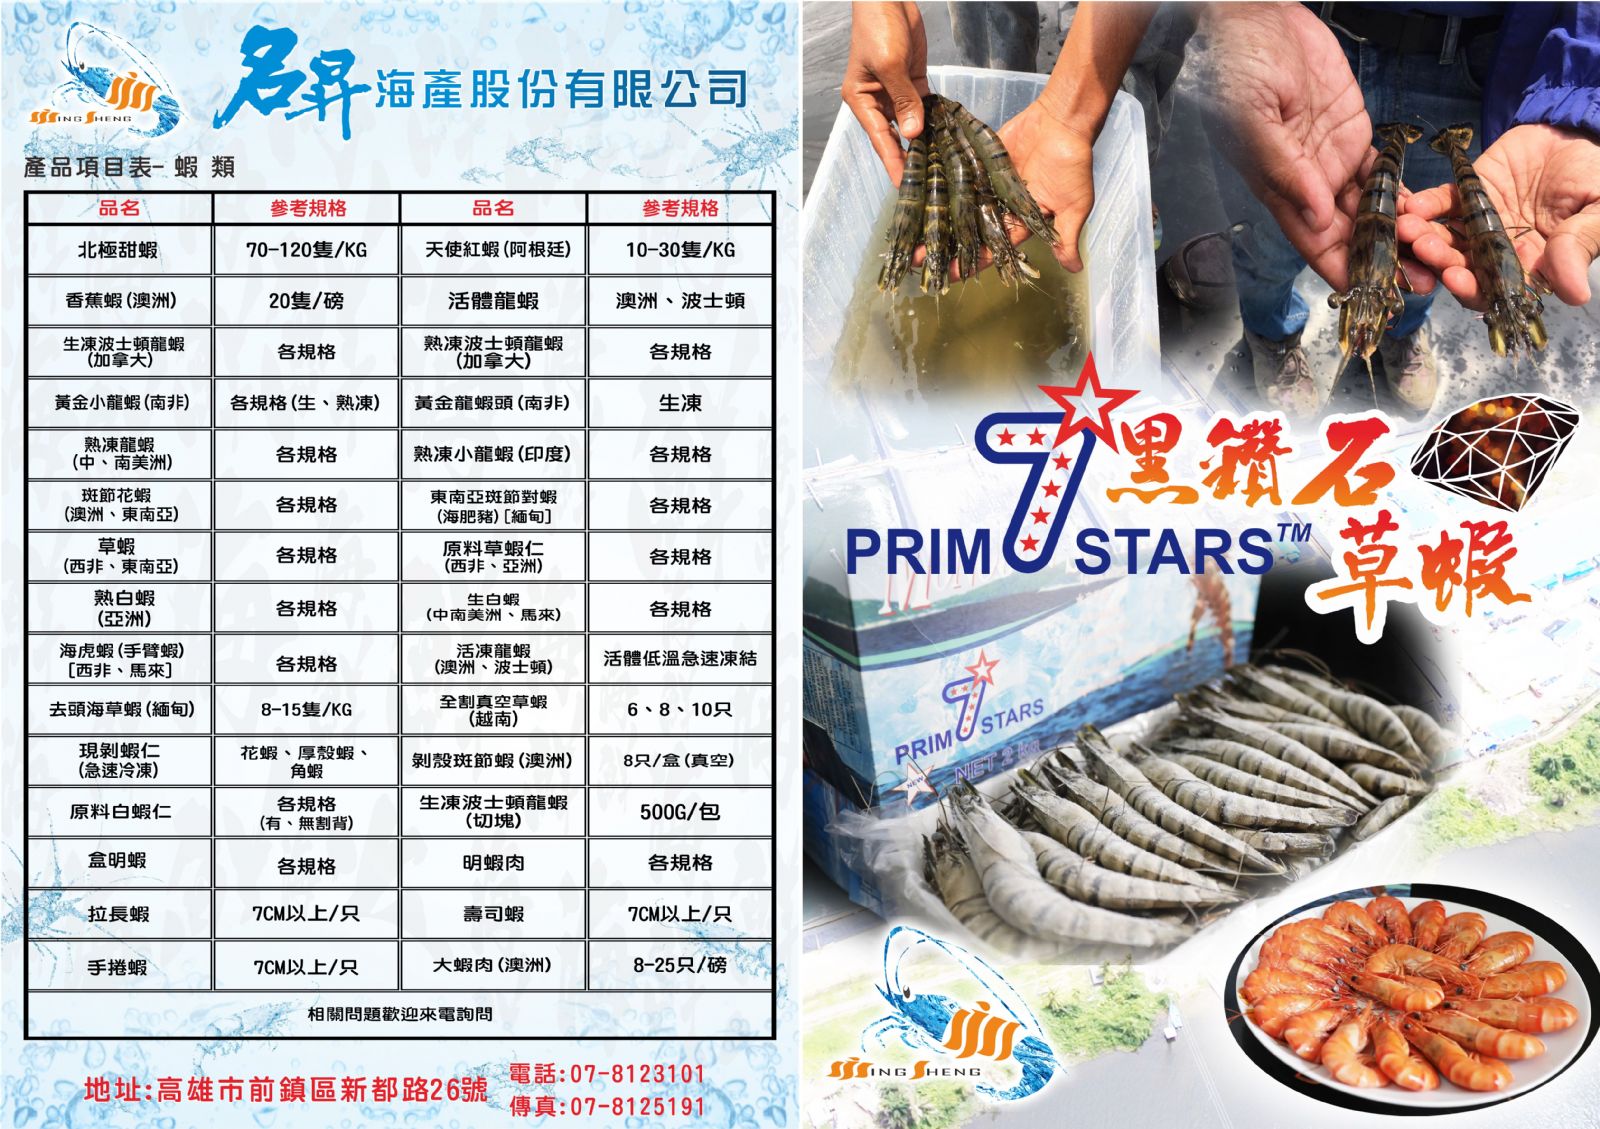 MING SHENG
名昇海產股份有限公司
產品項目表- 蝦 類
品名 參考規格 品名 參考規格
北極甜蝦 70-120隻/KG 天使紅蝦(阿根廷) 10-30隻/KG
香蕉蝦(澳洲) 20隻/磅 活體龍蝦 澳洲、波士頓
生凍波士頓龍蝦
(加拿大)
各規格
熟凍波士頓龍蝦
(加拿大)
各規格
黃金小龍蝦(南非) 各規格(生、熟凍) 黃金龍蝦頭(南非) 生凍
熟凍龍蝦
(中、南美洲)
各規格
熟凍小龍蝦(印度)
各規格
斑節花蝦
(澳洲、東南亞)
各規格
東南亞斑節對蝦
(海肥豬)[緬甸]
各規格
草蝦
(西非、東南亞)
各規格
原料草蝦仁
(西非、亞洲)
各規格
熟白蝦
(亞洲)
各規格
生白蝦
(中南美洲、馬來)
各規格
海虎蝦(手臂蝦)
[西非、馬來]
各規格
活凍龍蝦
(澳洲、波士頓)
活體低溫急速凍結
去頭海草蝦(緬甸)
8-15隻/KG
全割真空草蝦
(越南)
6、8、10只
現剝蝦仁
(急速冷凍)
花蝦、厚殼蝦、
角蝦
剝殼斑節蝦(澳洲)
8只/盒(真空)
原料白蝦仁
各規格
(有、無割背)
生凍波士頓龍蝦
(切塊)
500G/包
盒明蝦 各規格 明蝦肉 各規格
拉長蝦 7CM以上/只 壽司蝦 7CM以上/只
手捲蝦 7CM以上/只 大蝦肉(澳洲) 8-25只/磅
相關問題歡迎來電詢問
地址:高雄市前鎮區新都路26號
電話:07-8123101
傳真:07-8125191
黑鑽石
PRIM7STARS™
草蝦
PRIM7STARS
NEW
NET 2 kg
MING SHENG